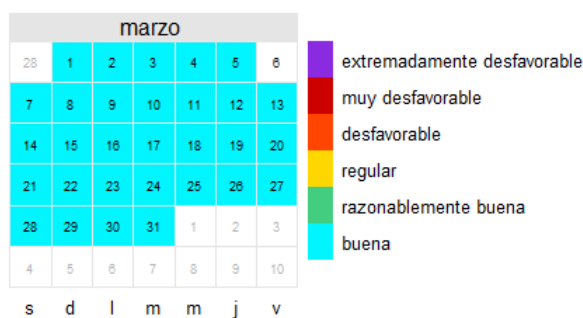 marzo
28 1 2 3 4 5 6
7 8 9 10 11 12 13
14 15 16 17 18 19 20
21 22 23 24 25 26 27
28 29 30 31 1 2 3
4 5 6 7 8 9 10
s d l m m j v
extremadamente desfavorable
muy desfavorable
desfavorable
regular
razonablemente buena
buena